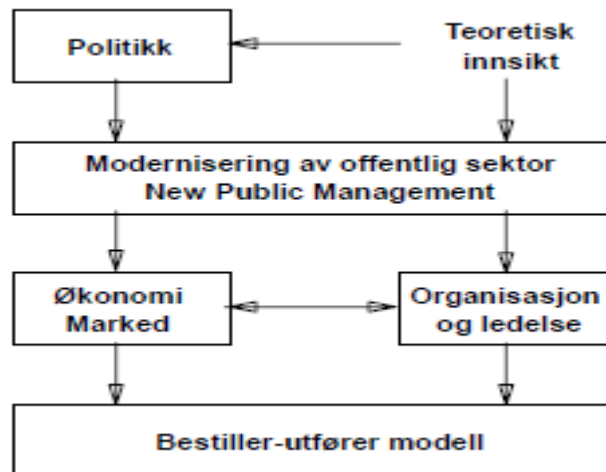 Politikk
Teoretisk
innsikt
Modernisering av offentlig sektor
New Public Management
Økonomi
Marked
Organisasjon
og ledelse
Bestiller-utfører modell